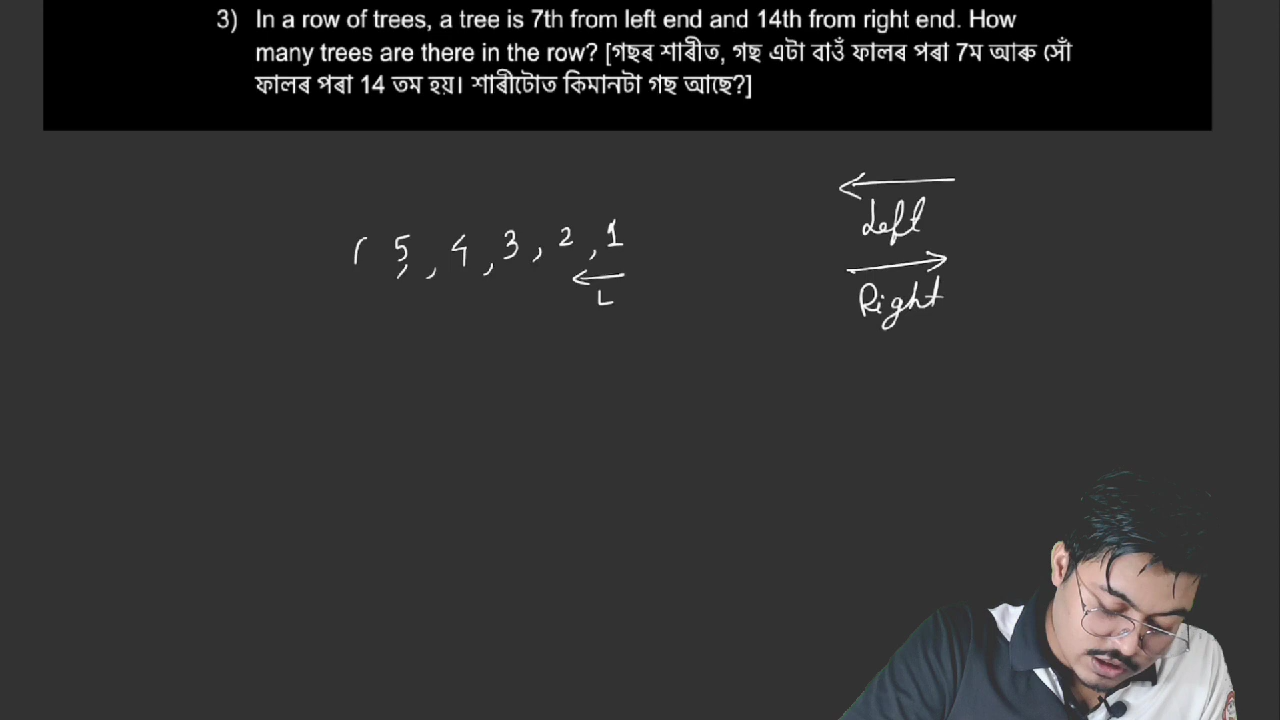 3) In a row of trees, a tree is 7th from left end and 14th from right end. How
many trees are there in the row? [গছৰ শাৰীত, গছ এটা বাওঁ ফালৰ পৰা 7ম আৰু সোঁ
ফালৰ পৰা 14 তম হয়। শাৰীটোত কিমানটা গছ আছে?]
Left
5, , 4 , 3 , 2 , 1
L
Right